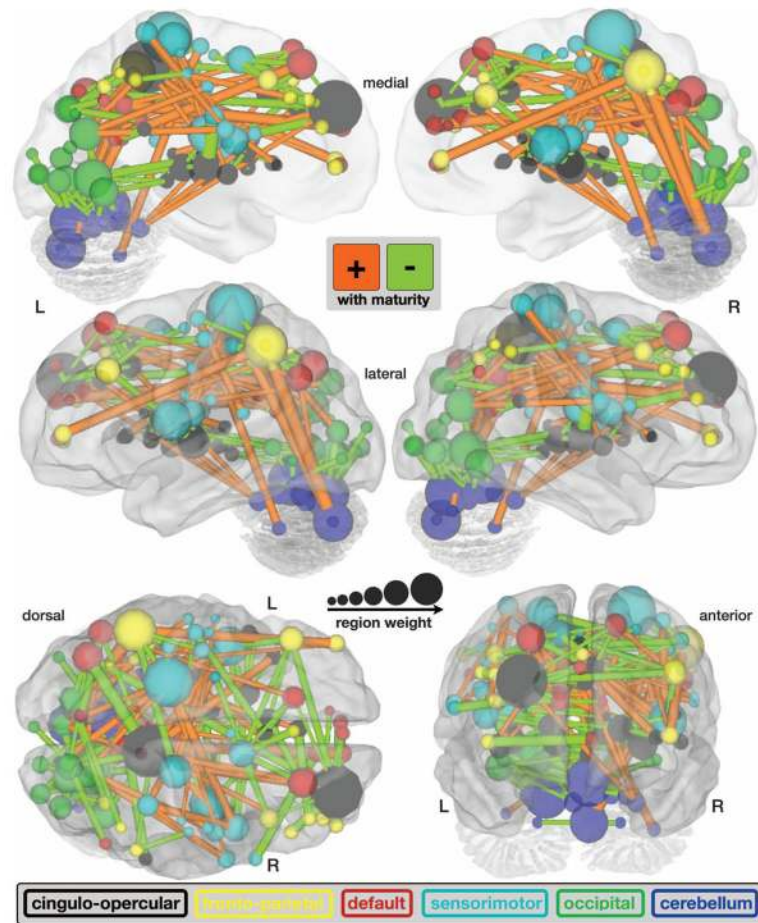 medial
+ -
with maturity
L
R
lateral
L
region weight
dorsal
anterior
R
L
R
cingulo-opercular fronto-parietal default sensorimotor occipital cerebellum